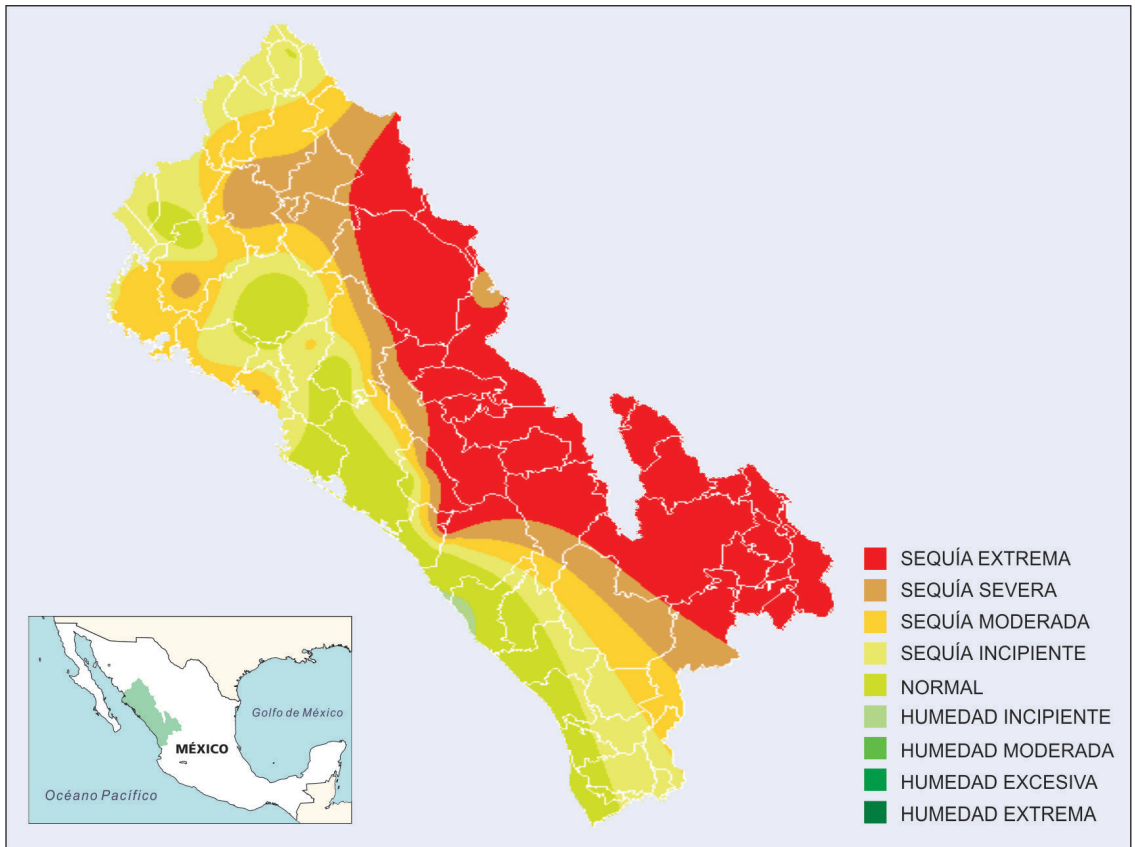 SEQUÍA EXTREMA
SEQUÍA SEVERA
SEQUÍA MODERADA
SEQUÍA INCIPIENTE
NORMAL
HUMEDAD INCIPIENTE
HUMEDAD MODERADA
HUMEDAD EXCESIVA
HUMEDAD EXTREMA
Golfo de México
MÉXICO
Océano Pacífico